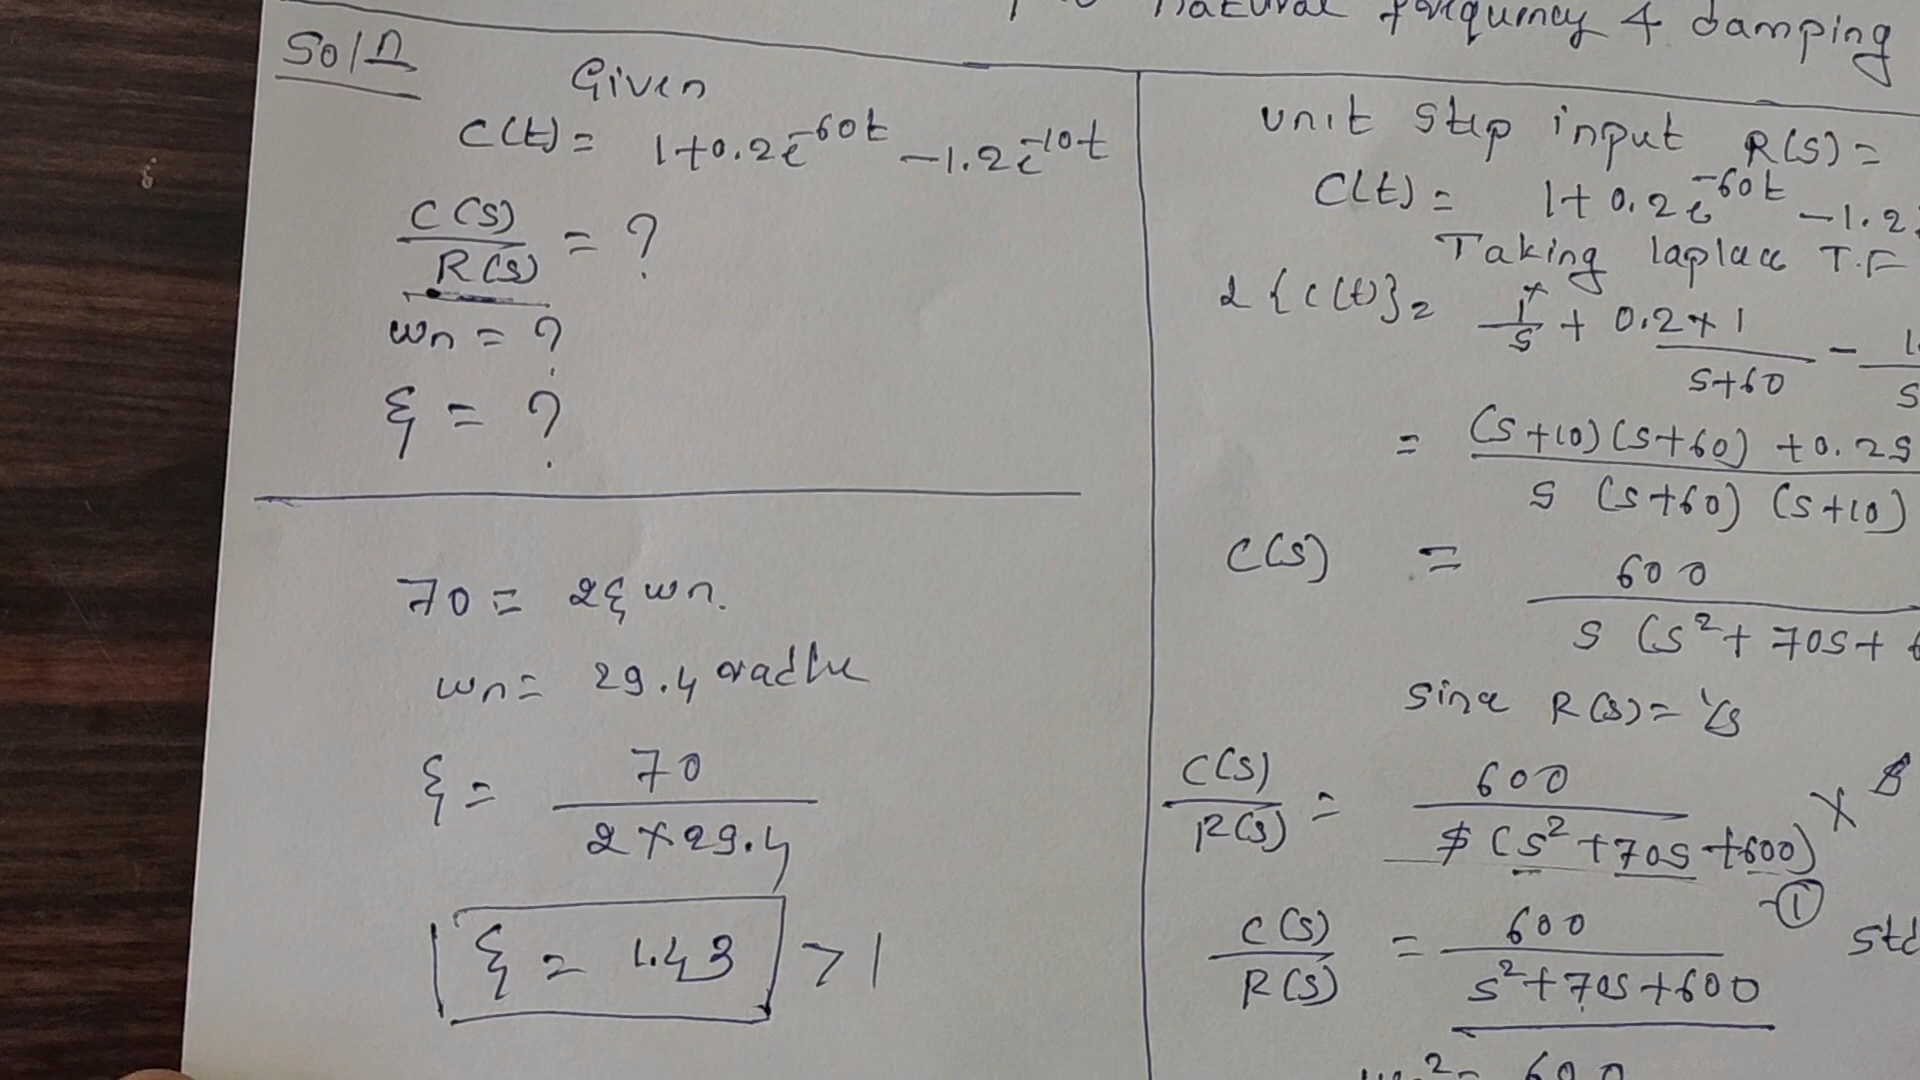 natural frequency & damping
Soln
Given
C(t) = 1+0.2e^-60t -1.2e^-10t
C(S)/R(S) = ?
ωn = ?
ξ = ?
70 = 2ξωn.
ωn = 29.4 rad/se
ξ = 70/(2×29.4)
ξ = 1.43 > 1
unit step input R(S) =
C(t) = 1+0.2e^-60t -1.2
Taking laplace T.F
L{c(t)} = 1/S + 0.2×1/(S+60) -
= (S+10)(S+60) +0.2S / S (S+60) (S+10)
C(S) = 600 / S (S²+70S+
since R(S) = 1/S
C(S)/R(S) = 600 / S (S²+70S+600) × S
①
C(S)/R(S) = 600 / S²+70S+600
Std
ωn² = 600